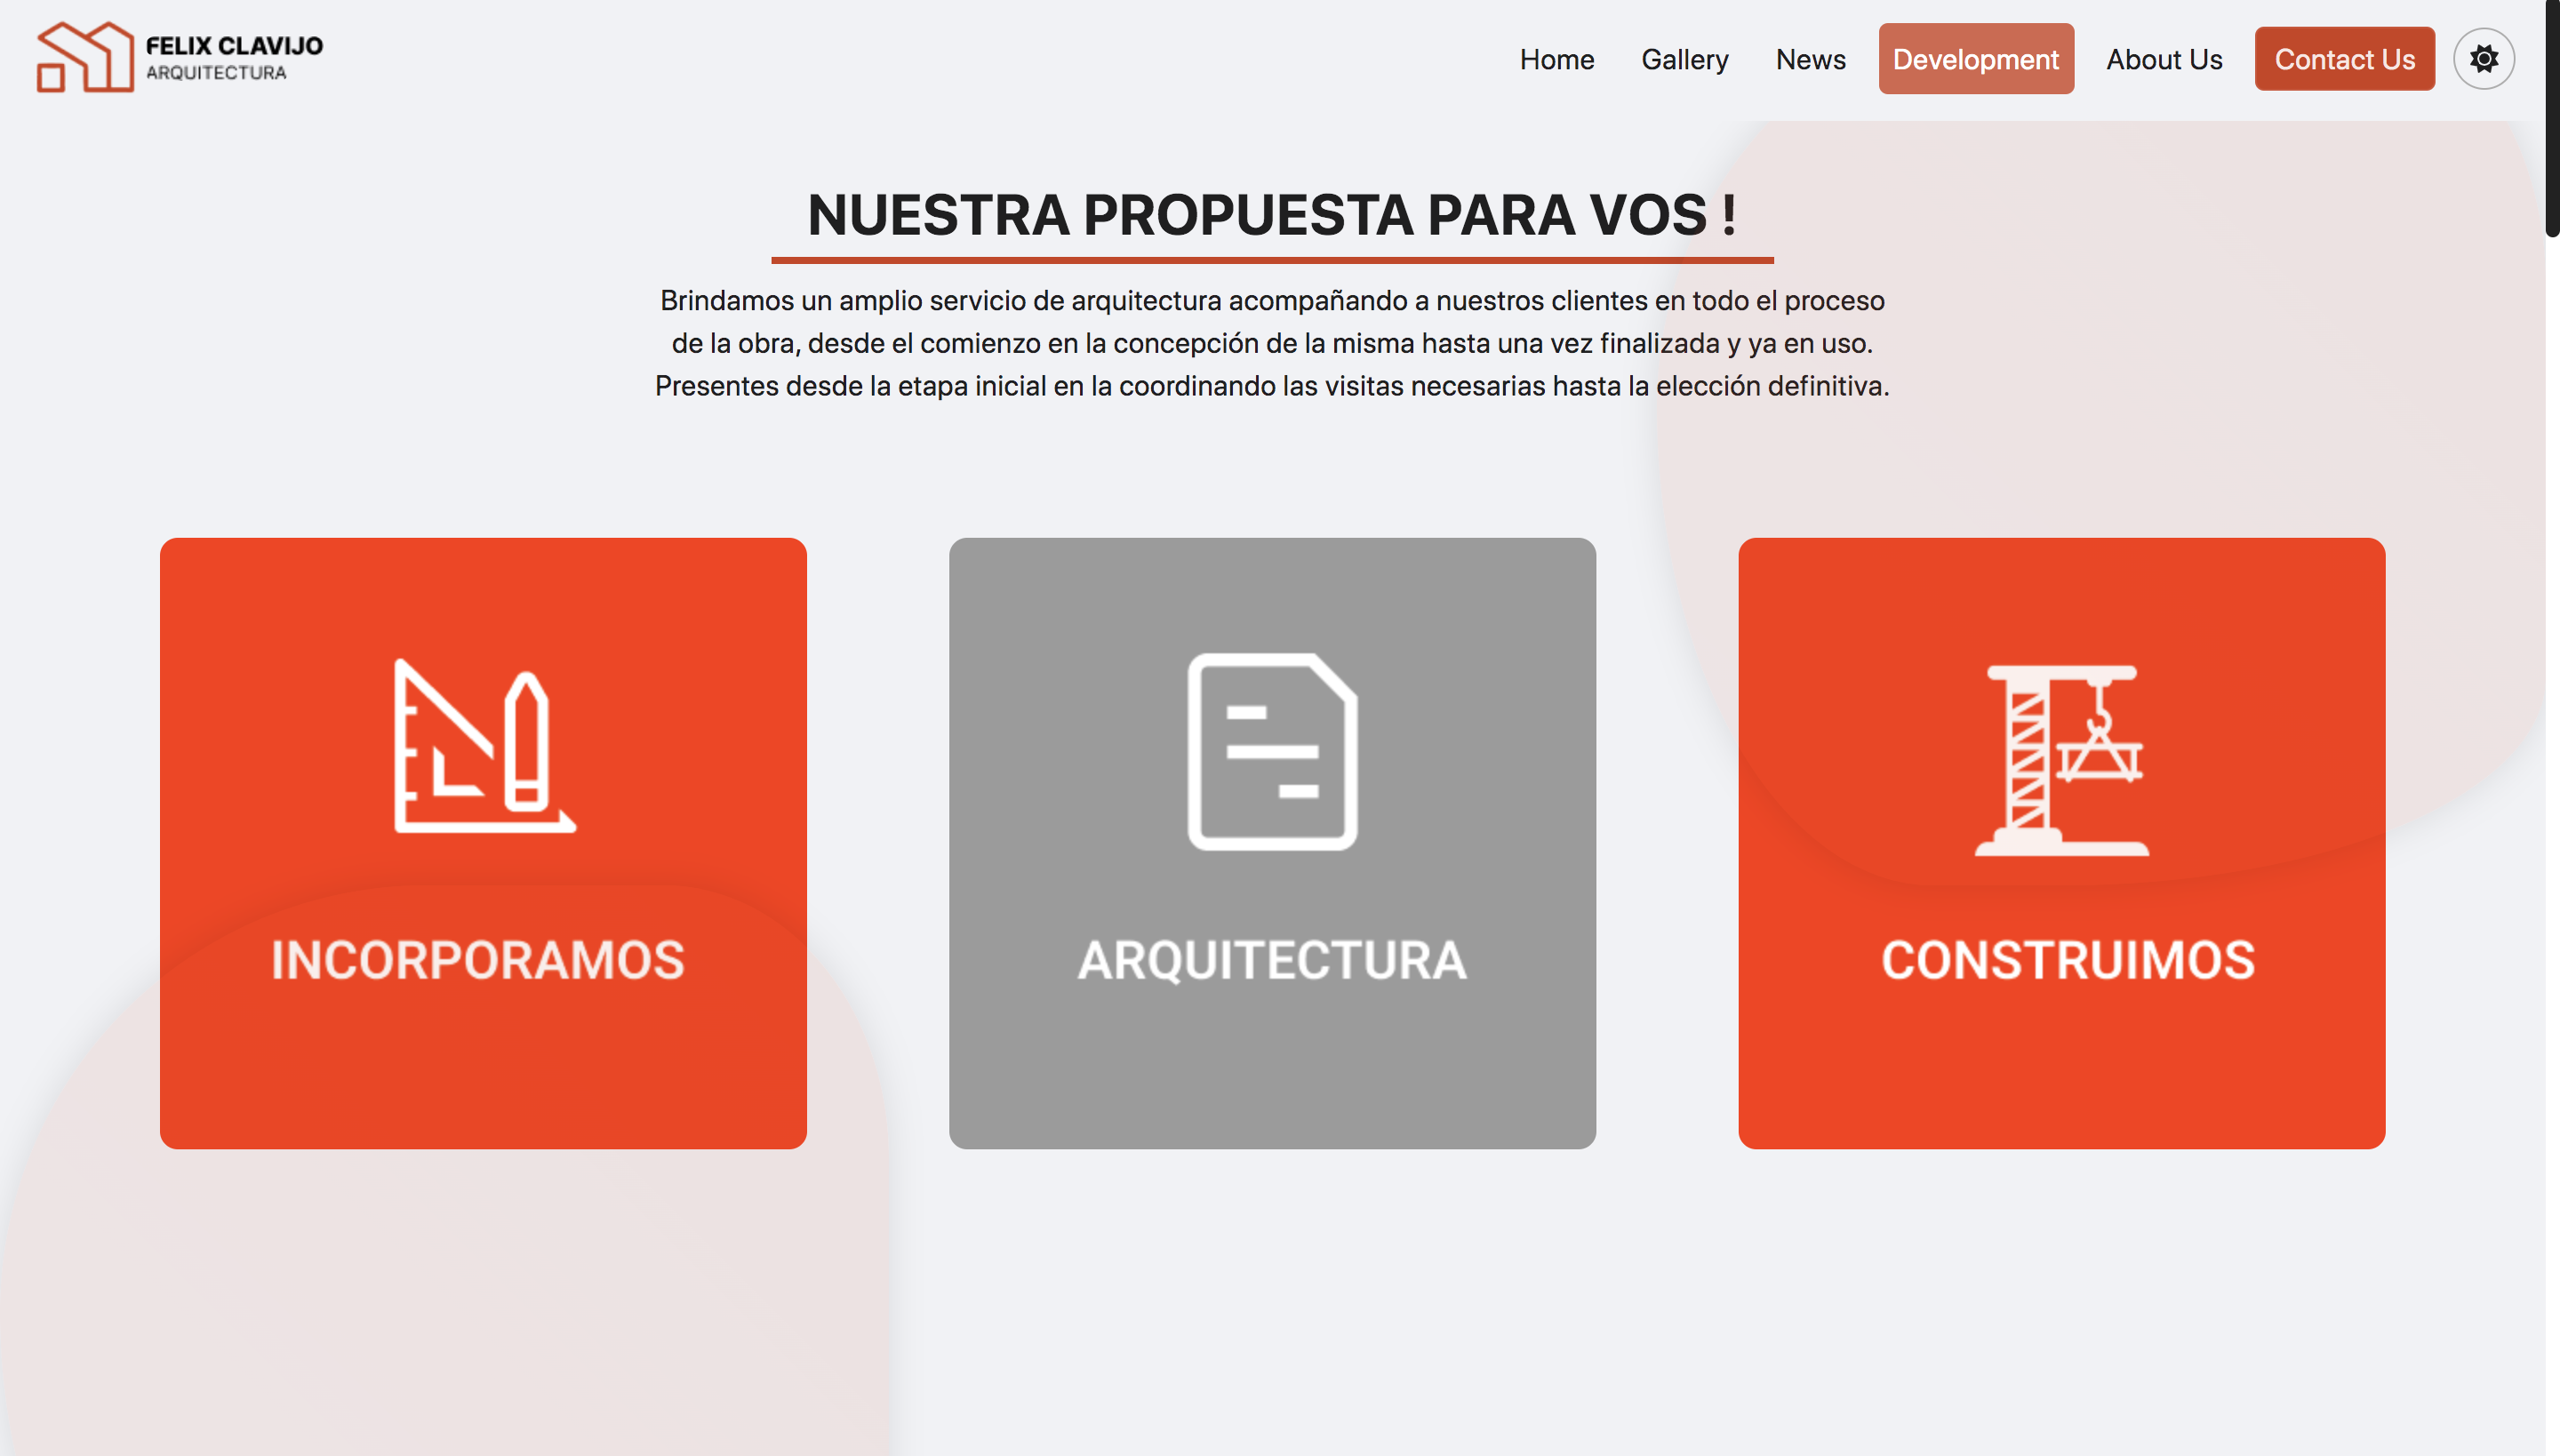 FELIX CLAVIJO
ARQUITECTURA
Home Gallery News Development About Us Contact Us
NUESTRA PROPUESTA PARA VOS !
Brindamos un amplio servicio de arquitectura acompañando a nuestros clientes en todo el proceso
de la obra, desde el comienzo en la concepción de la misma hasta una vez finalizada y ya en uso.
Presentes desde la etapa inicial en la coordinando las visitas necesarias hasta la elección definitiva.
INCORPORAMOS
ARQUITECTURA
CONSTRUIMOS